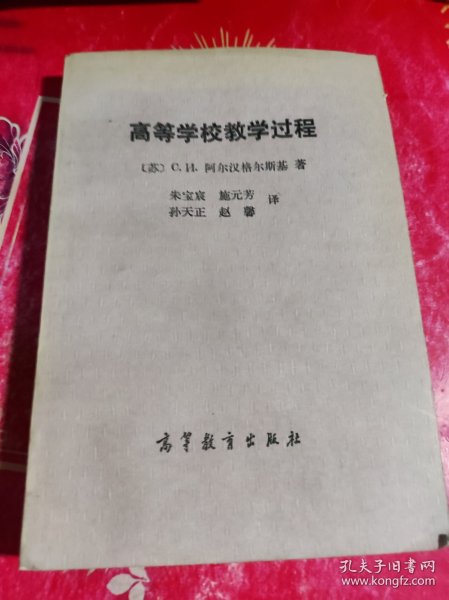 高等学校教学过程
〔苏〕 С.И. 阿尔汉格尔斯基 著
朱宝宸 施元芳
孙天正 赵馨 译
高等教育出版社
孔夫子旧书网
www.kongfz.com